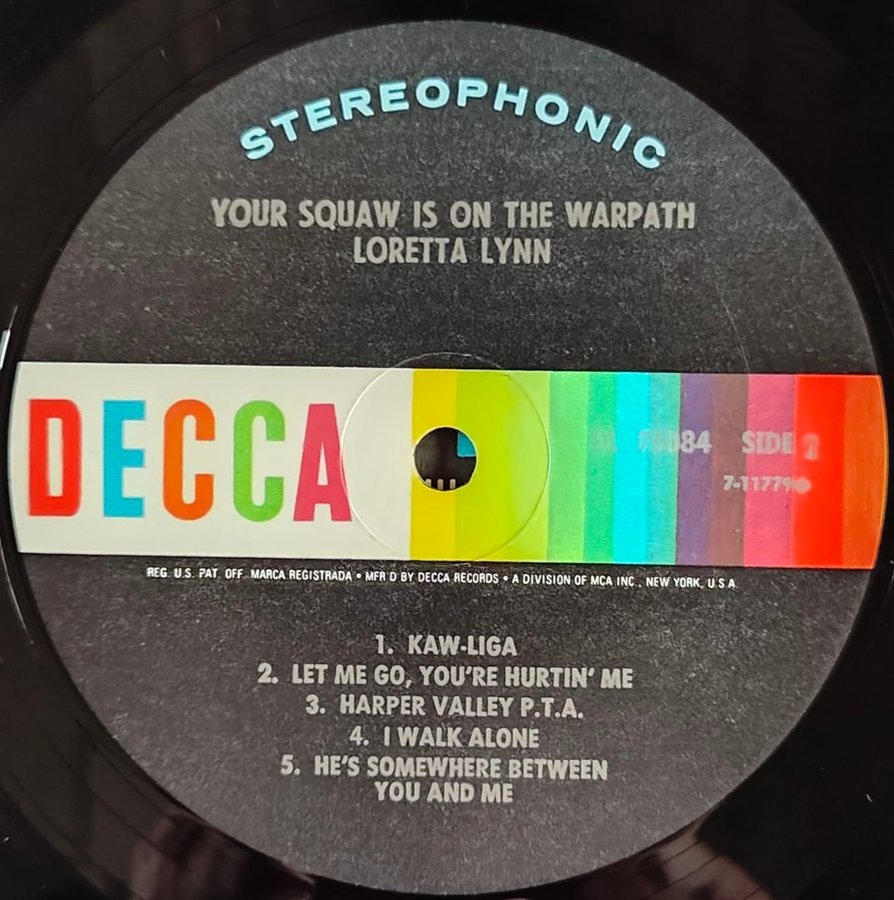 STEREOPHONIC
YOUR SQUAW IS ON THE WARPATH
LORETTA LYNN
DECCA
SIDE 2
REG. U.S. PAT. OFF. MARCA REGISTRADA • MFR'D BY DECCA RECORDS • A DIVISION OF MCA INC., NEW YORK, U.S.A.
1. KAW-LIGA
2. LET ME GO, YOU'RE HURTIN' ME
3. HARPER VALLEY P.T.A.
4. I WALK ALONE
5. HE'S SOMEWHERE BETWEEN
YOU AND ME